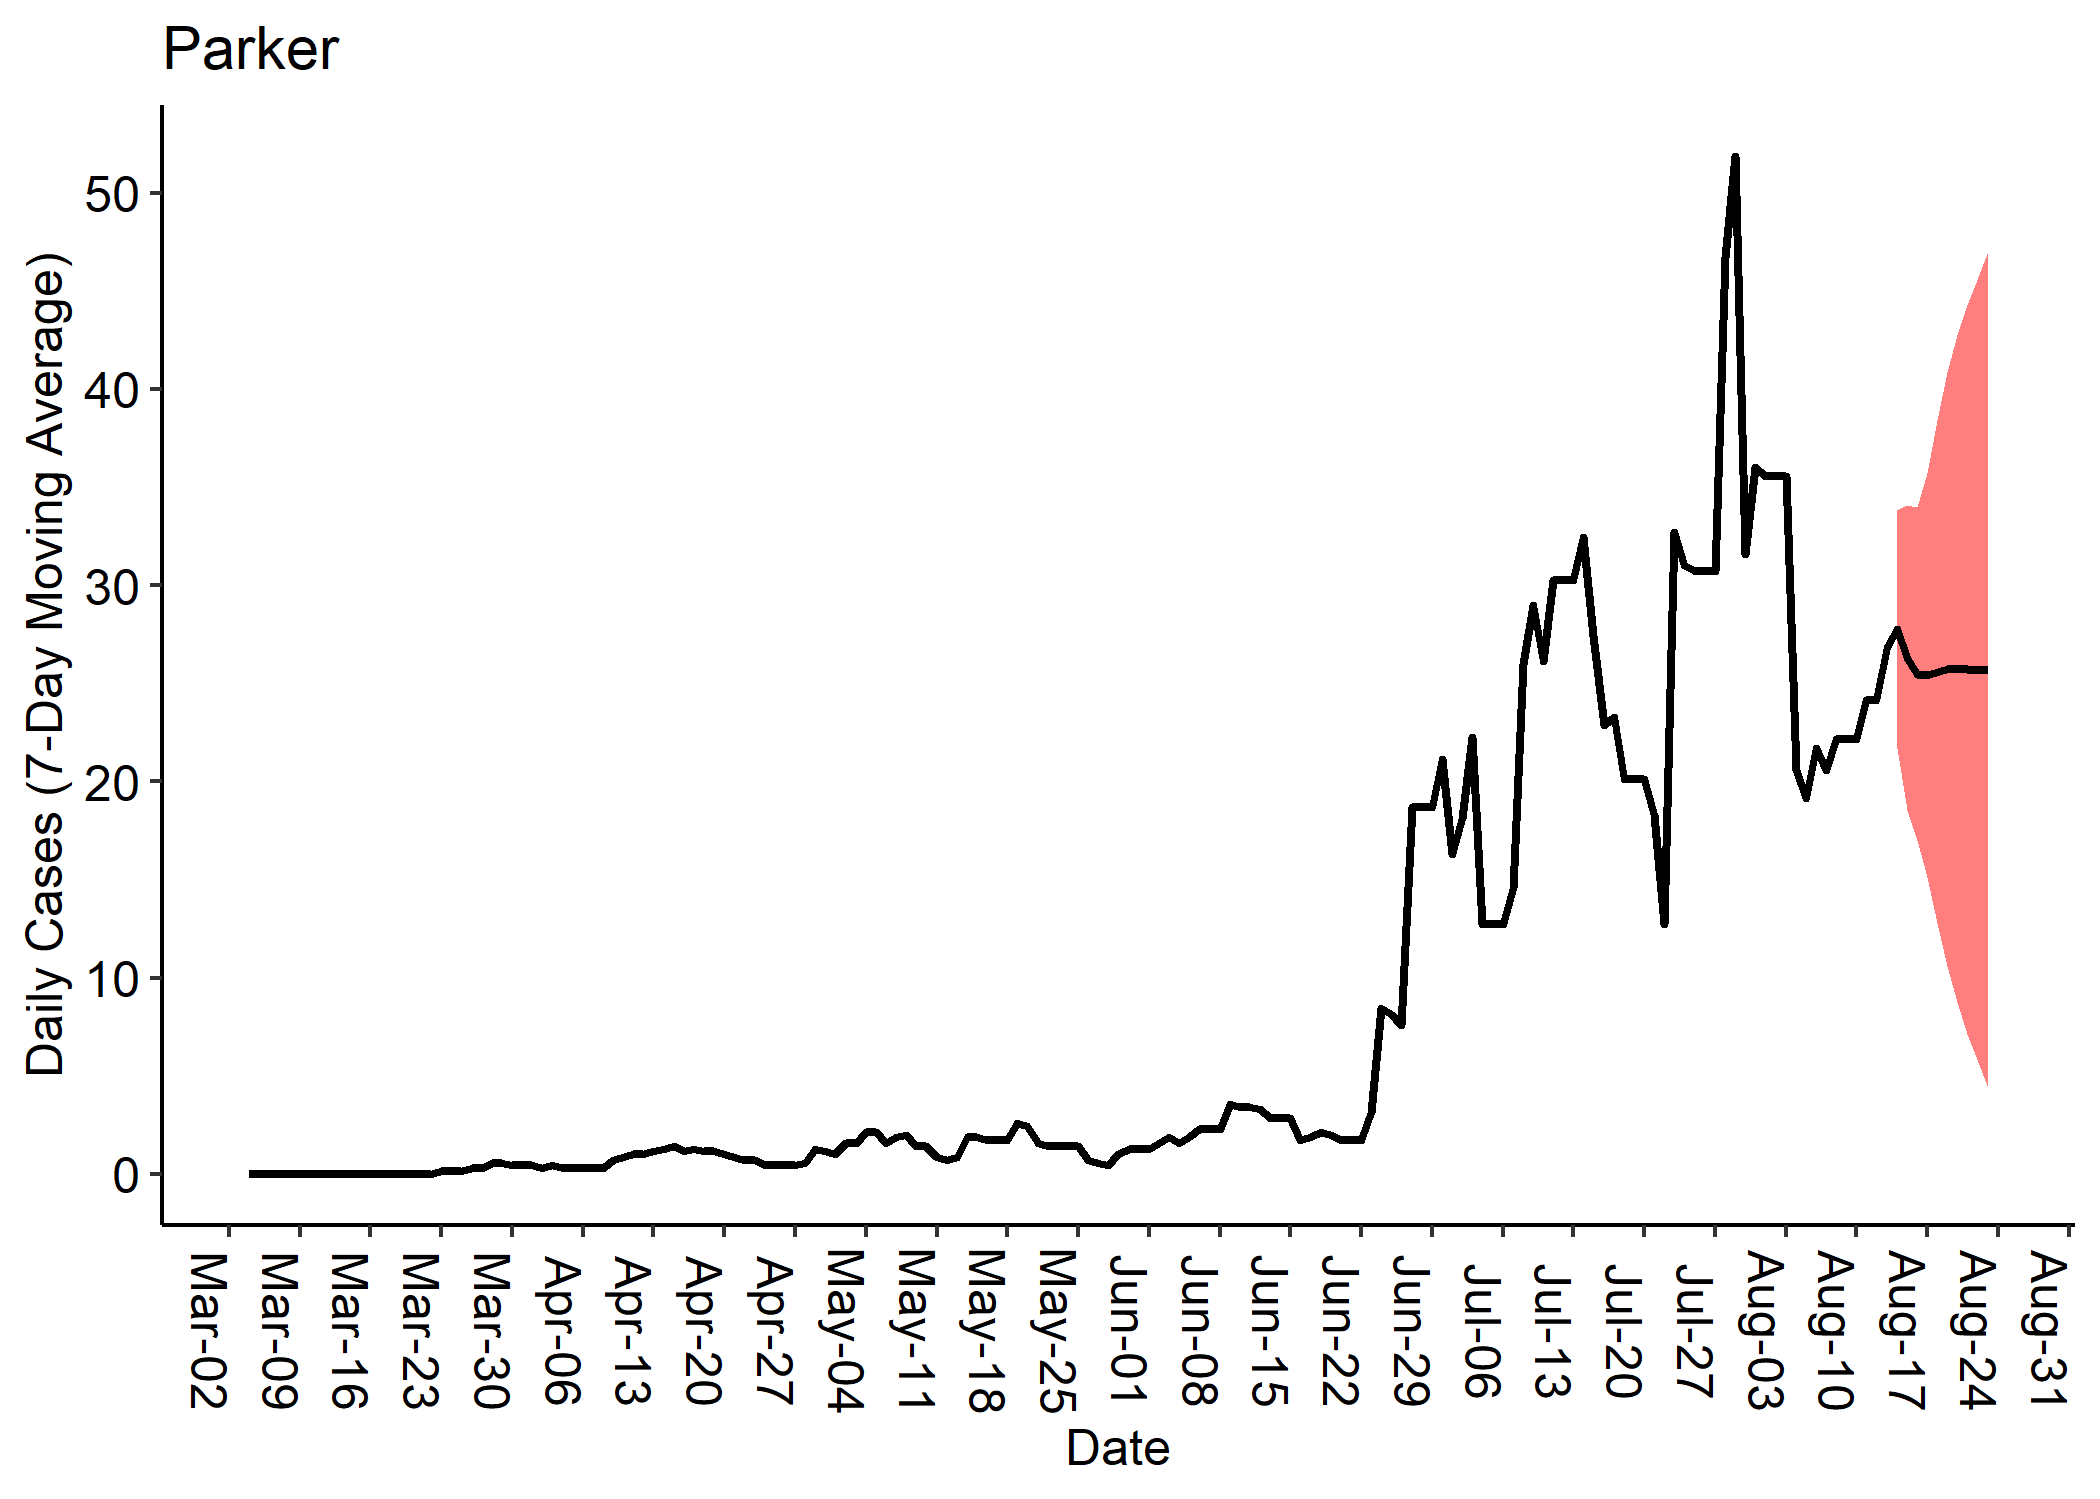 Parker
Daily Cases (7-Day Moving Average)
50
40
30
20
10
0
Mar-02
Mar-09
Mar-16
Mar-23
Mar-30
Apr-06
Apr-13
Apr-20
Apr-27
May-04
May-11
May-18
May-25
Jun-01
Jun-08
Jun-15
Jun-22
Jun-29
Jul-06
Jul-13
Jul-20
Jul-27
Aug-03
Aug-10
Aug-17
Aug-24
Aug-31
Date